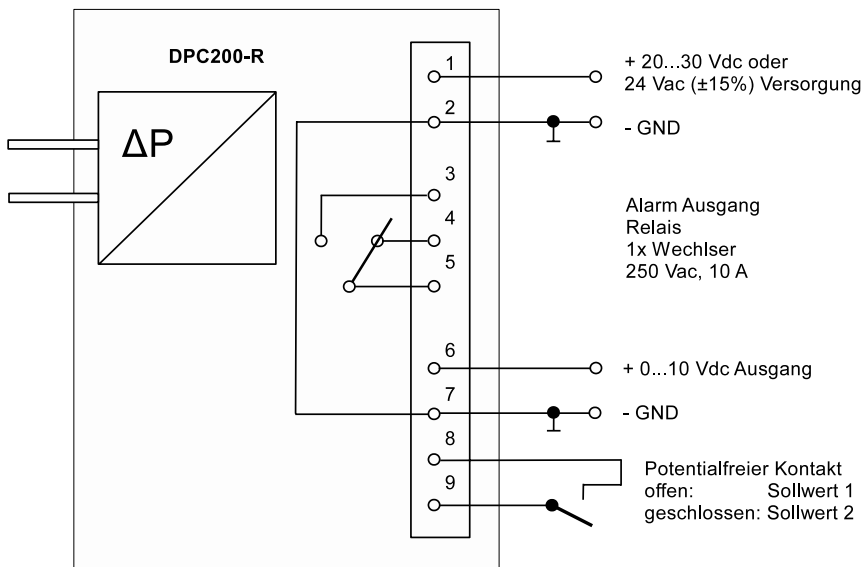 DPC200-R
ΔP
1
+ 20...30 Vdc oder
24 Vac (±15%) Versorgung
2
- GND
3
4
5
Alarm Ausgang
Relais
1x Wechlser
250 Vac, 10 A
6
+ 0...10 Vdc Ausgang
7
- GND
8
9
Potentialfreier Kontakt
offen: Sollwert 1
geschlossen: Sollwert 2